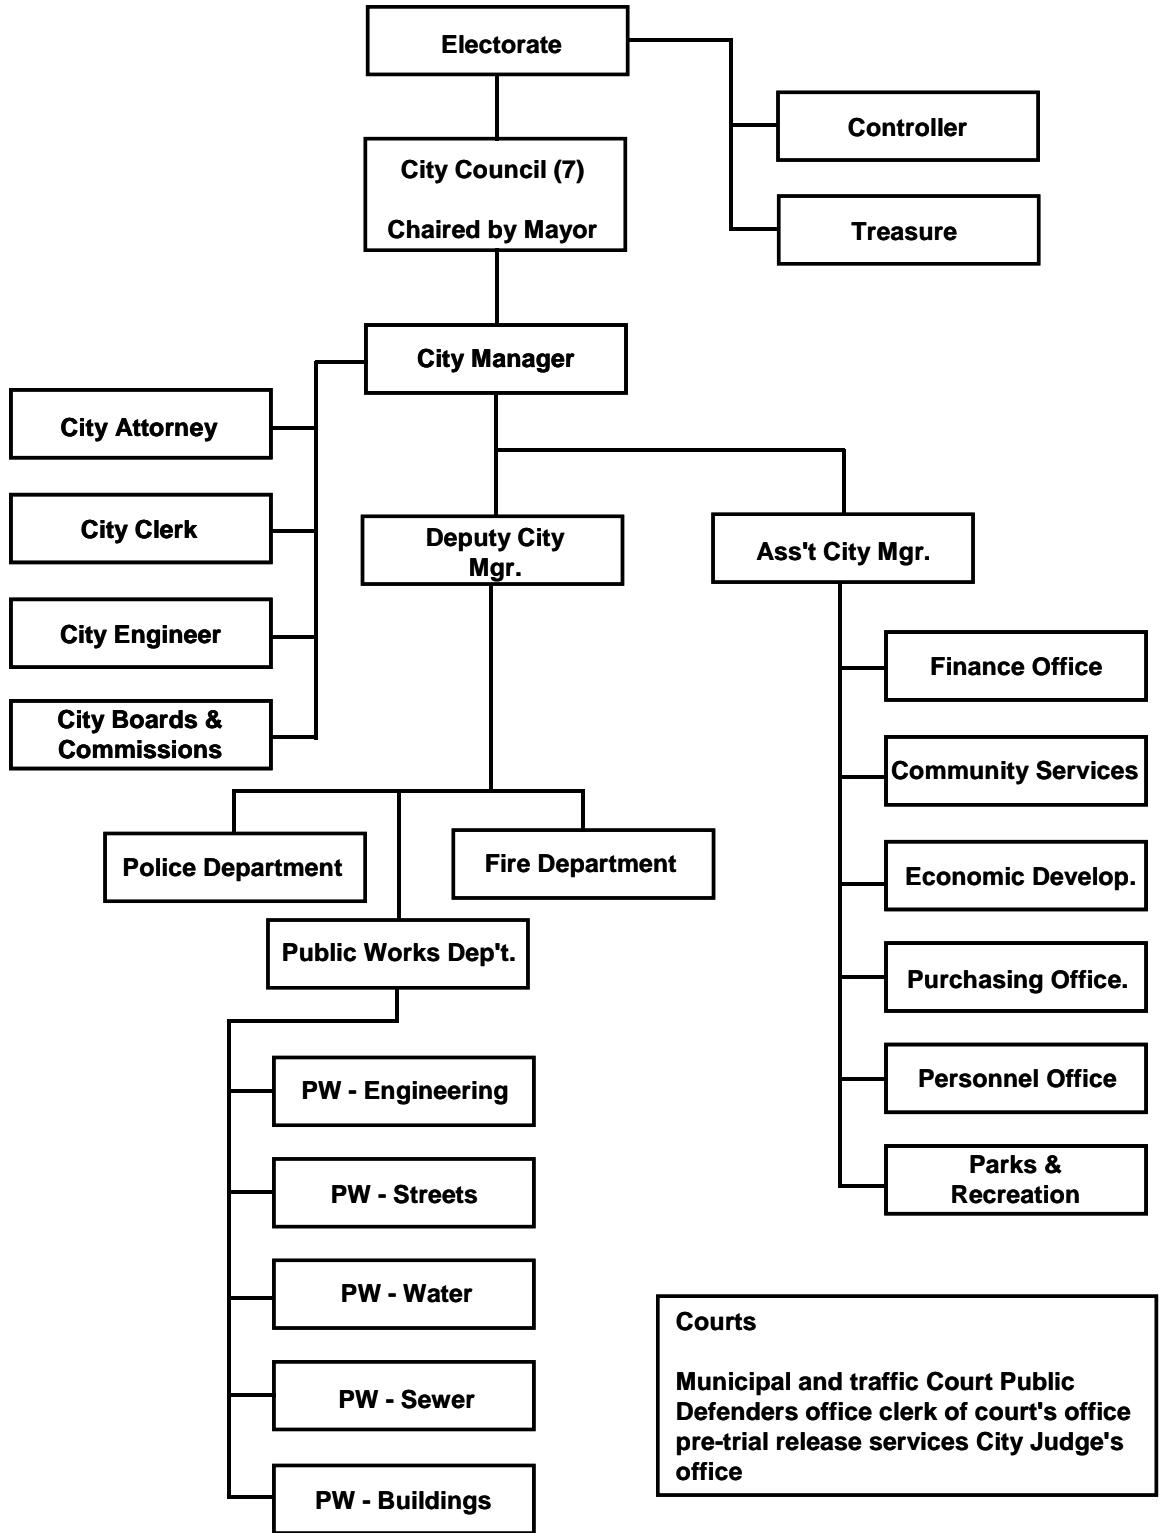 Electorate
Controller
City Council (7)
Chaired by Mayor
Treasure
City Manager
City Attorney
City Clerk
Deputy City
Mgr.
Ass't City Mgr.
City Engineer
Finance Office
City Boards &
Commissions
Community Services
Police Department
Fire Department
Economic Develop.
Public Works Dep't.
Purchasing Office.
PW - Engineering
Personnel Office
PW - Streets
Parks &
Recreation
PW - Water
PW - Sewer
PW - Buildings
Courts
Municipal and traffic Court Public
Defenders office clerk of court's office
pre-trial release services City Judge's
office